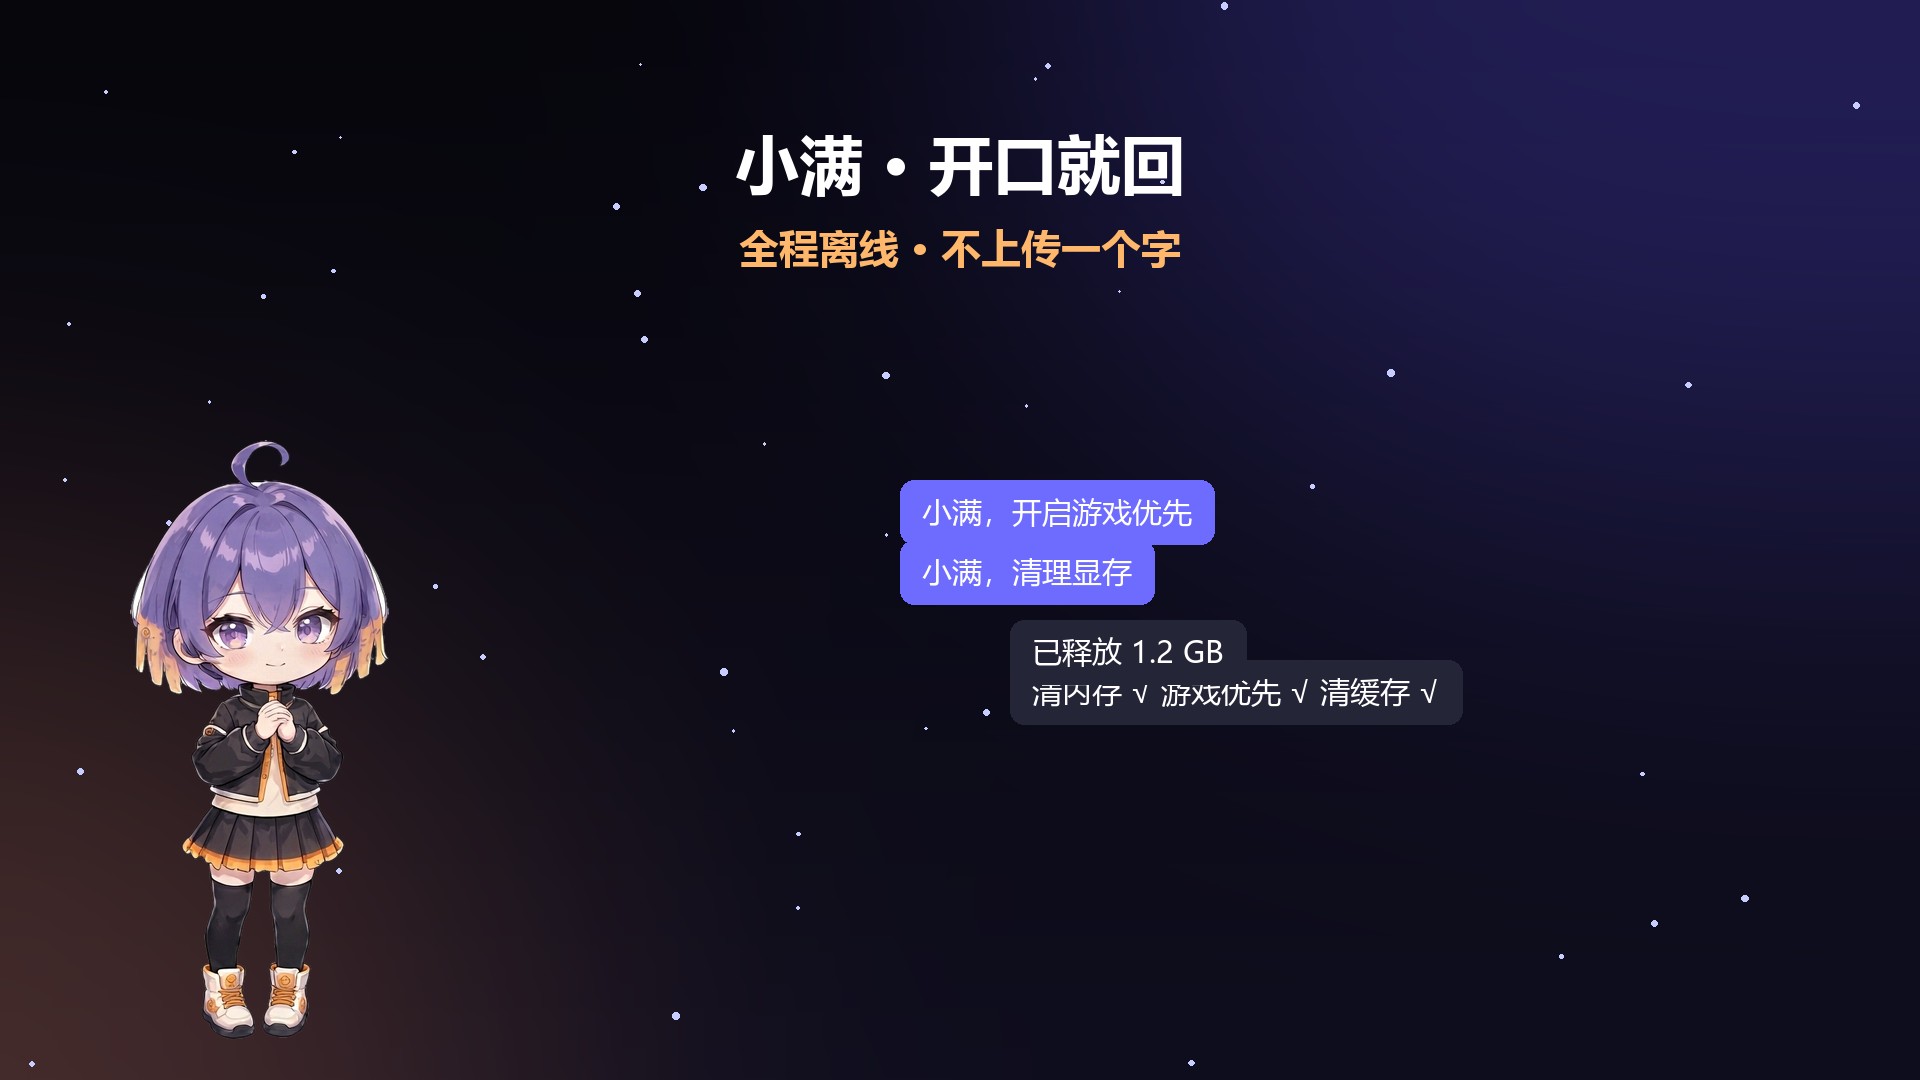 小满·开口就回
全程离线·不上传一个字
小满，开启游戏优先
小满，清理显存
已释放 1.2 GB
清内存 √ 游戏优先 √ 清缓存 √